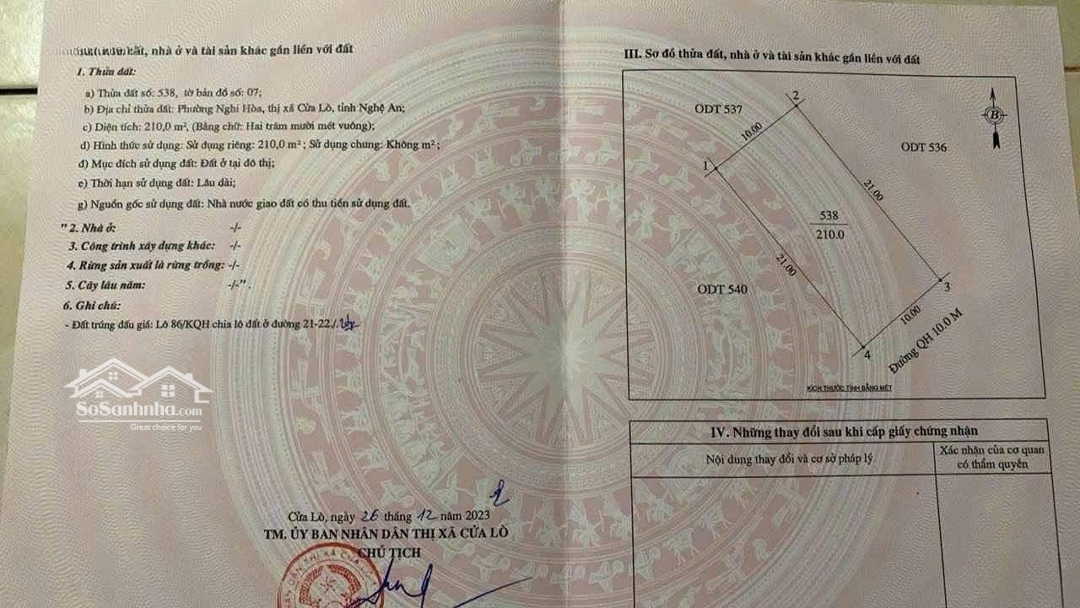 đất, nhà ở và tài sản khác gắn liền với đất
1. Thửa đất:
a) Thửa đất số: 538, tờ bản đồ số: 07;
b) Địa chỉ thửa đất: Phường Nghi Hòa, thị xã Cửa Lò, tỉnh Nghệ An;
c) Diện tích: 210,0 m², (Bằng chữ: Hai trăm mười mét vuông);
d) Hình thức sử dụng: Sử dụng riêng: 210,0 m²; Sử dụng chung: Không m²;
đ) Mục đích sử dụng đất: Đất ở tại đô thị;
e) Thời hạn sử dụng đất: Lâu dài;
g) Nguồn gốc sử dụng đất: Nhà nước giao đất có thu tiền sử dụng đất.
" 2. Nhà ở: -/-
3. Công trình xây dựng khác: -/-
4. Rừng sản xuất là rừng trồng: -/-
5. Cây lâu năm: -/-".
6. Ghi chú:
- Đất trúng đấu giá: Lô 86/KQH chia lô đất ở đường 21-22./.
SoSanhnha.com
Great choice for you
Cửa Lò, ngày 26 tháng 12 năm 2023
TM. ỦY BAN NHÂN DÂN THỊ XÃ CỬA LÒ
CHỦ TỊCH
III. Sơ đồ thửa đất, nhà ở và tài sản khác gắn liền với đất
ODT 537
2
10.00
B
ODT 536
1
21.00
538
210.0
21.00
ODT 540
3
10.00
4
Đường QH 10.0 M
KÍCH THƯỚC TÍNH BẰNG MÉT
IV. Những thay đổi sau khi cấp giấy chứng nhận
Nội dung thay đổi và cơ sở pháp lý
Xác nhận của cơ quan
có thẩm quyền